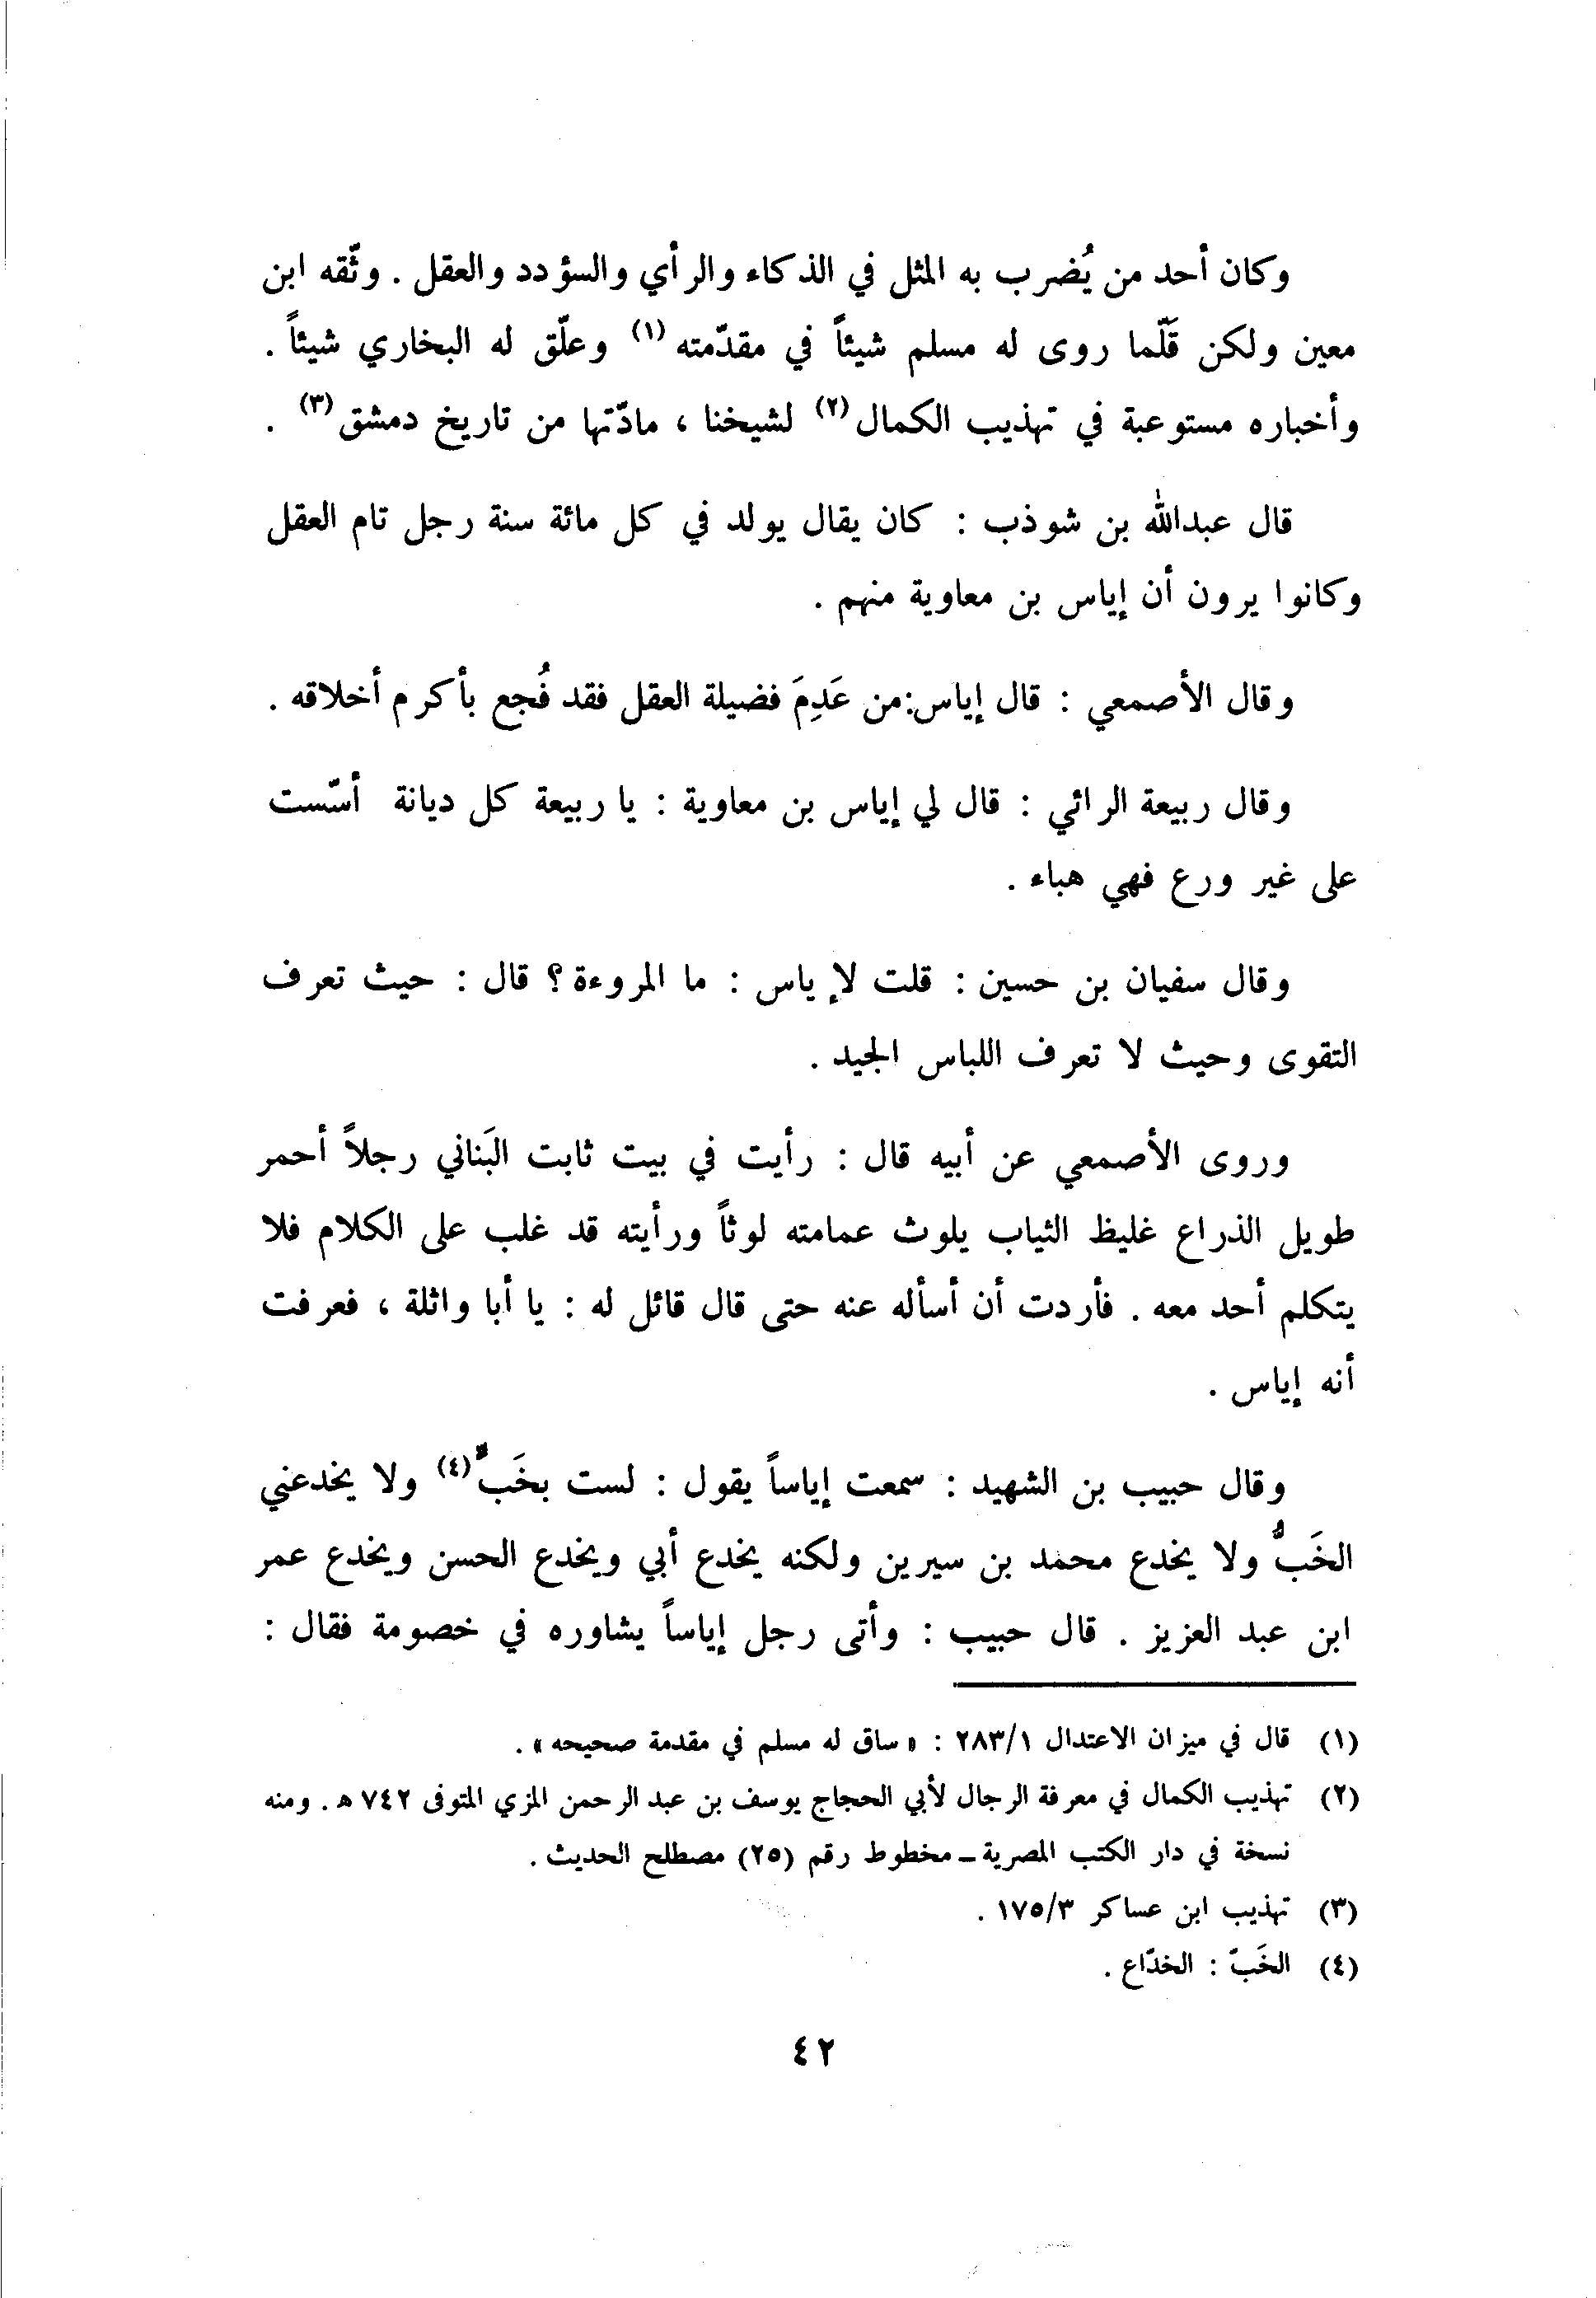 وكان أحد من يُضرب به المثل في الذكاء والرأي والسؤدد والعقل . وثّقه ابن
معين ولكن قَلّما روى له مسلم شيئاً في مقدّمته (١) وعلّق له البخاري شيئاً .
وأخباره مستوعبة في تهذيب الكمال (٢) لشيخنا ، مادّتها من تاريخ دمشق (٣) .
قال عبدالله بن شوذب : كان يقال يولد في كل مائة سنة رجل تام العقل
وكانوا يرون أن إياس بن معاوية منهم .
وقال الأصمعي : قال إياس:من عَدِمَ فضيلة العقل فقد فُجع بأكرم أخلاقه .
وقال ربيعة الرائي : قال لي إياس بن معاوية : يا ربيعة كل ديانة أسّست
على غير ورع فهي هباء .
وقال سفيان بن حسين : قلت لإياس : ما المروءة ؟ قال : حيث تعرف
التقوى وحيث لا تعرف اللباس الجيد .
وروى الأصمعي عن أبيه قال : رأيت في بيت ثابت البَناني رجلاً أحمر
طويل الذراع غليظ الثياب يلوث عمامته لوثاً ورأيته قد غلب على الكلام فلا
يتكلم أحد معه . فأردت أن أسأله عنه حتى قال قائل له : يا أبا واثلة ، فعرفت
أنه إياس .
وقال حبيب بن الشهيد : سمعت إياساً يقول : لست بخَبٍّ (٤) ولا يخدعني
الخَبُّ ولا يخدع محمد بن سيرين ولكنه يخدع أبي ويخدع الحسن ويخدع عمر
ابن عبد العزيز . قال حبيب : وأتى رجل إياساً يشاوره في خصومة فقال :
(١) قال في ميزان الاعتدال ٢٨٣/١ : « ساق له مسلم في مقدمة صحيحه » .
(٢) تهذيب الكمال في معرفة الرجال لأبي الحجاج يوسف بن عبد الرحمن المزي المتوفى ٧٤٢ ه . ومنه
نسخة في دار الكتب المصرية ـ مخطوط رقم (٢٥) مصطلح الحديث .
(٣) تهذيب ابن عساكر ١٧٥/٣ .
(٤) الخَبّ : الخدّاع .
٤٢